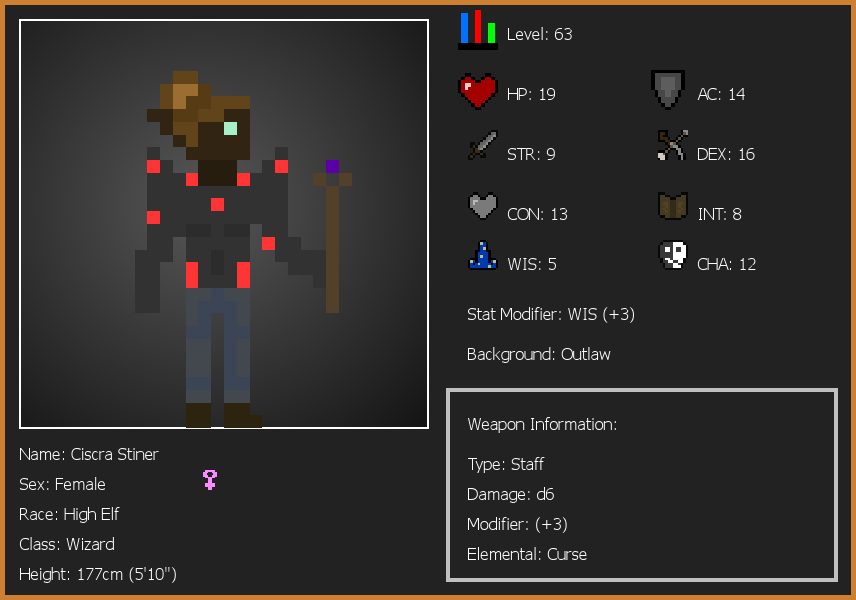 Level: 63
HP: 19
AC: 14
STR: 9
DEX: 16
CON: 13
INT: 8
WIS: 5
CHA: 12
Stat Modifier: WIS (+3)
Background: Outlaw
Weapon Information:
Type: Staff
Damage: d6
Modifier: (+3)
Elemental: Curse
Name: Ciscra Stiner
Sex: Female
Race: High Elf
Class: Wizard
Height: 177cm (5'10")